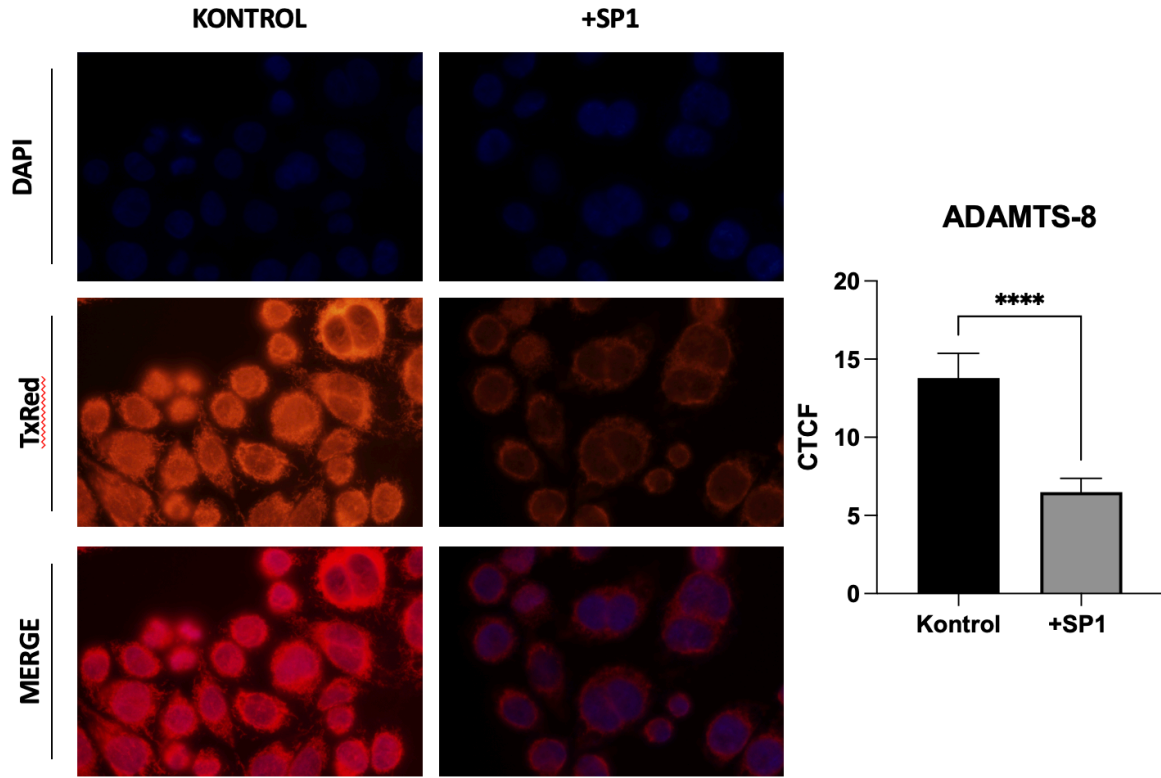 KONTROL
+SP1
DAPI
TxRed
MERGE
ADAMTS-8
****
20
15
10
5
0
CTCF
Kontrol
+SP1